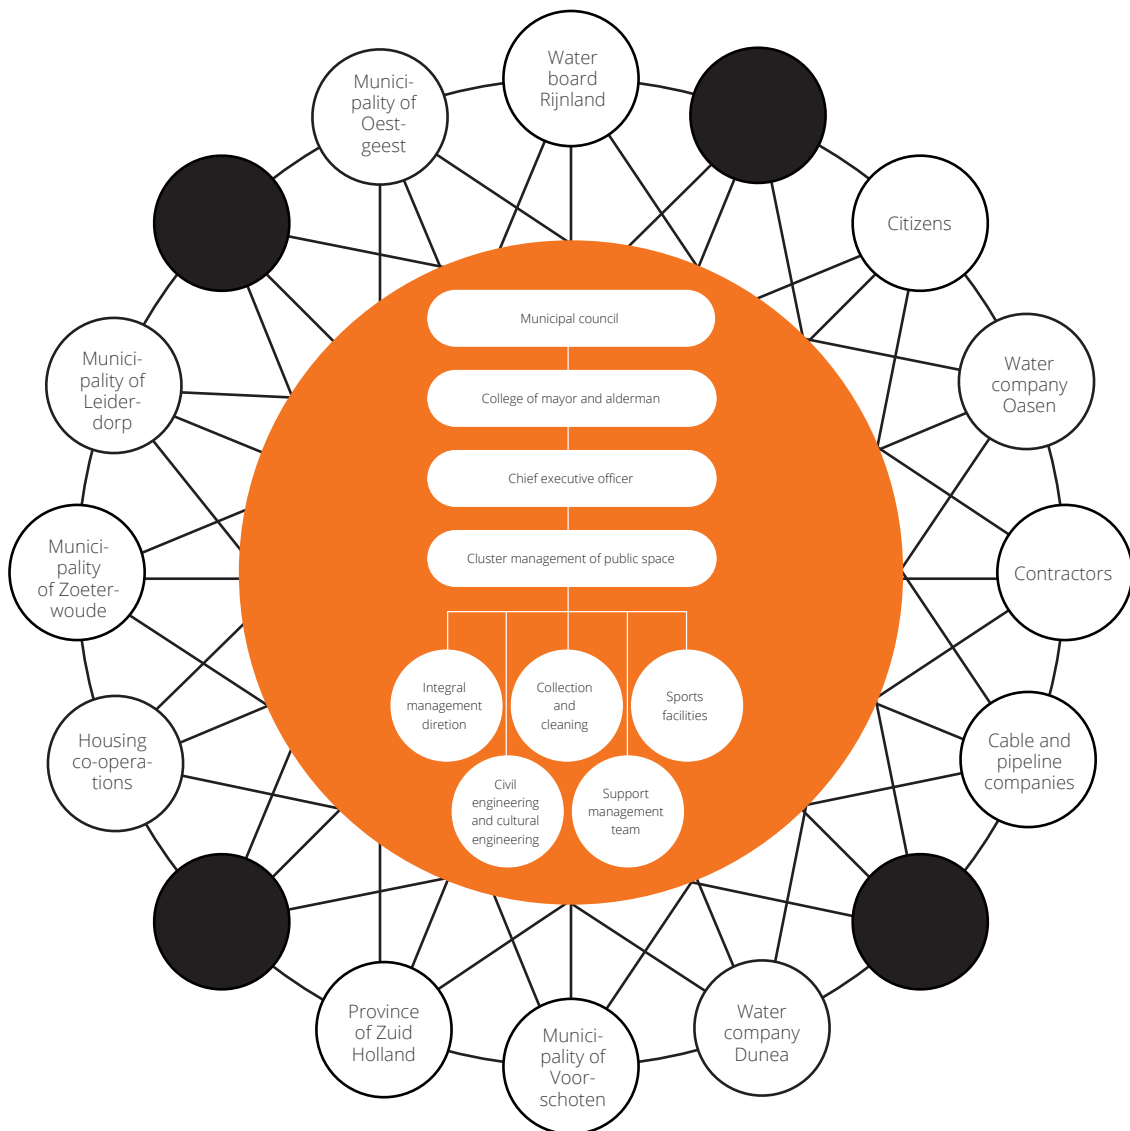 Water
board
Rijnland
Munici-
pality of
Oest-
geest
Citizens
Water
company
Oasen
Contractors
Cable and
pipeline
companies
Water
company
Dunea
Munici-
pality of
Voor-
schoten
Province
of Zuid
Holland
Housing
co-opera-
tions
Munici-
pality
of Zoeter-
woude
Munici-
pality of
Leider-
dorp
Municipal council
College of mayor and alderman
Chief executive officer
Cluster management of public space
Integral
management
diretion
Collection
and
cleaning
Sports
facilities
Civil
engineering
and cultural
engineering
Support
management
team